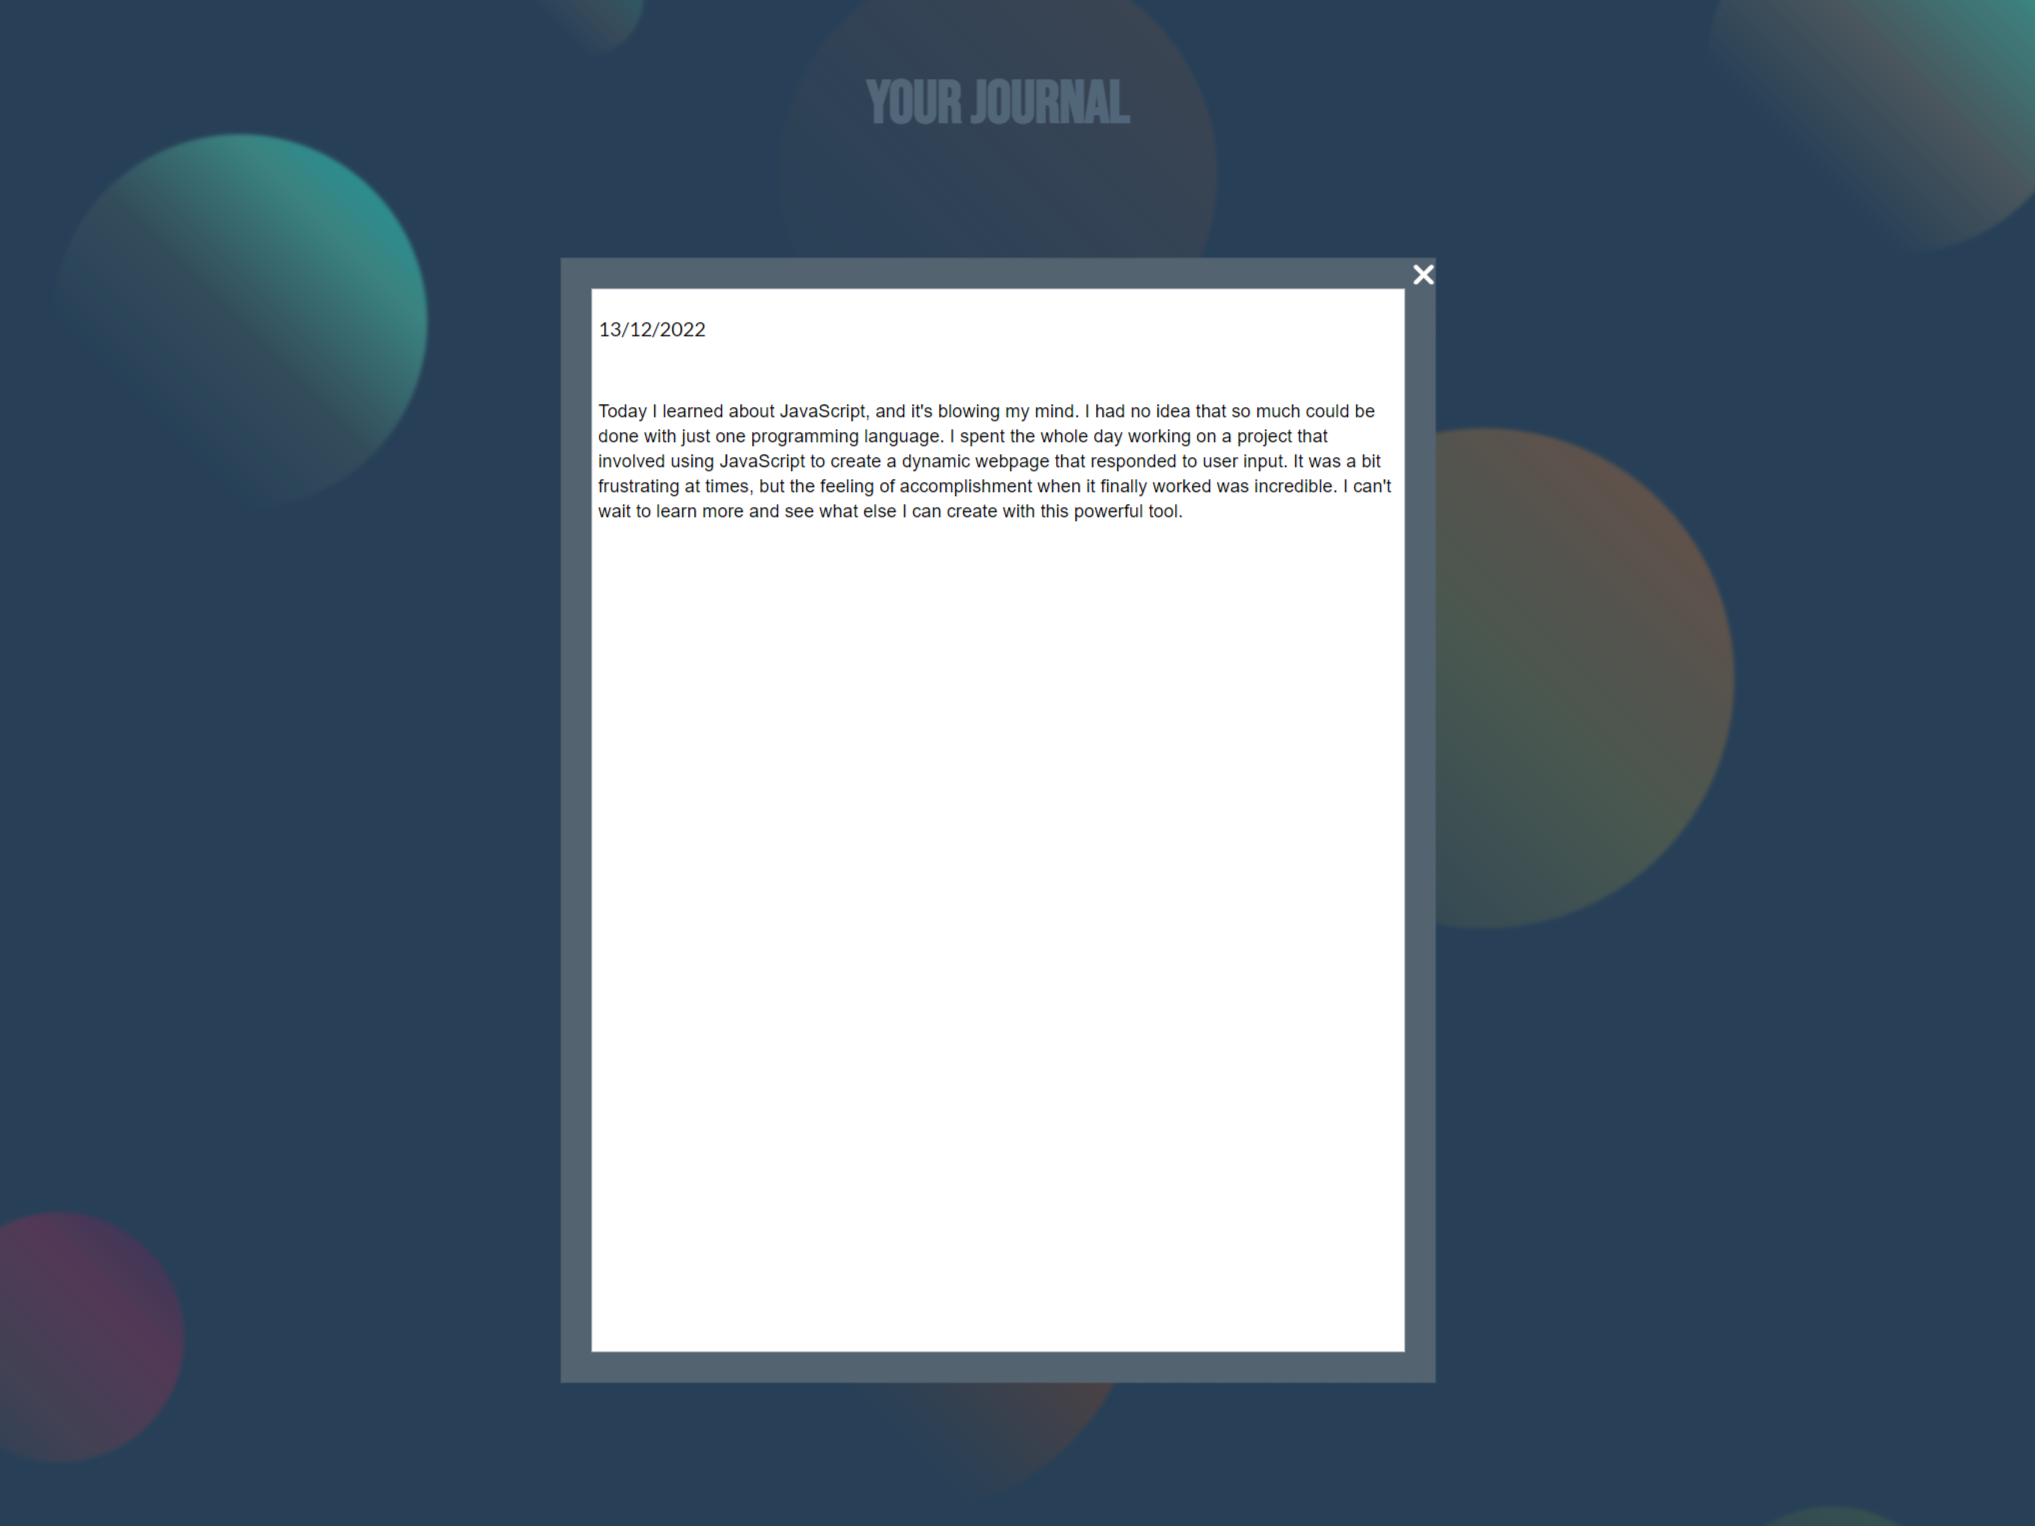 YOUR JOURNAL
13/12/2022
Today I learned about JavaScript, and it's blowing my mind. I had no idea that so much could be
done with just one programming language. I spent the whole day working on a project that
involved using JavaScript to create a dynamic webpage that responded to user input. It was a bit
frustrating at times, but the feeling of accomplishment when it finally worked was incredible. I can't
wait to learn more and see what else I can create with this powerful tool.